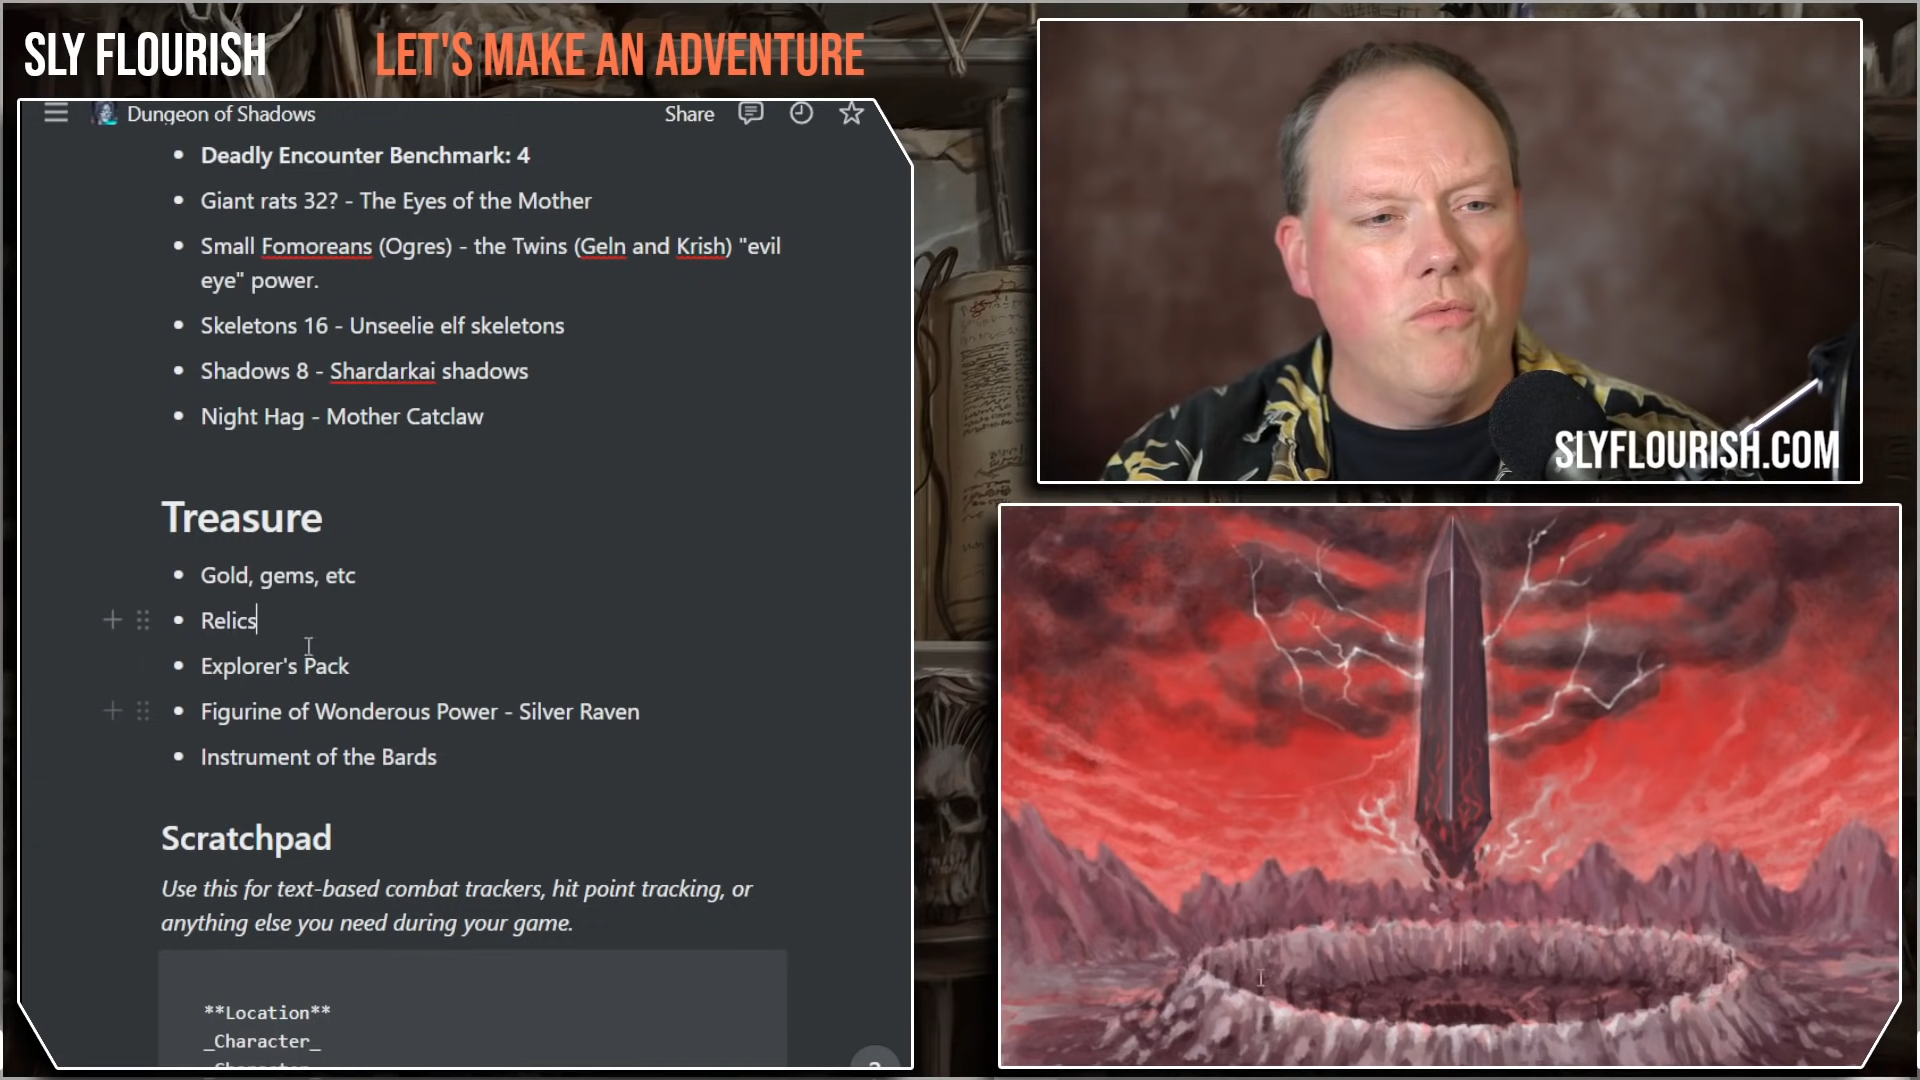 SLY FLOURISH
LET'S MAKE AN ADVENTURE
Dungeon of Shadows
Share
Deadly Encounter Benchmark: 4
Giant rats 32? - The Eyes of the Mother
Small Fomoreans (Ogres) - the Twins (Geln and Krish) "evil
eye" power.
Skeletons 16 - Unseelie elf skeletons
Shadows 8 - Shardarkai shadows
Night Hag - Mother Catclaw
Treasure
Gold, gems, etc
Relics
Explorer's Pack
Figurine of Wonderous Power - Silver Raven
Instrument of the Bards
Scratchpad
Use this for text-based combat trackers, hit point tracking, or
anything else you need during your game.
**Location**
_Character_
SLYFLOURISH.COM